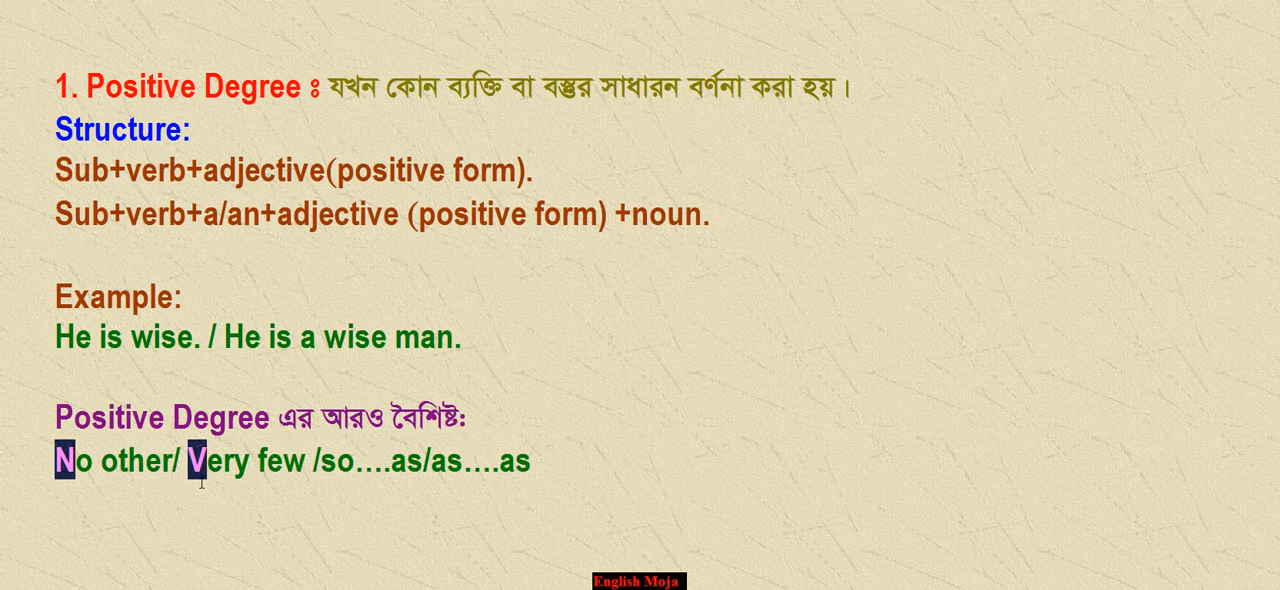 1. Positive Degree ঃ যখন কোন ব্যক্তি বা বস্তুর সাধারন বর্ণনা করা হয়।
Structure:
Sub+verb+adjective(positive form).
Sub+verb+a/an+adjective (positive form) +noun.
Example:
He is wise. / He is a wise man.
Positive Degree এর আরও বৈশিষ্ট:
No other/ Very few /so….as/as….as
English Moja